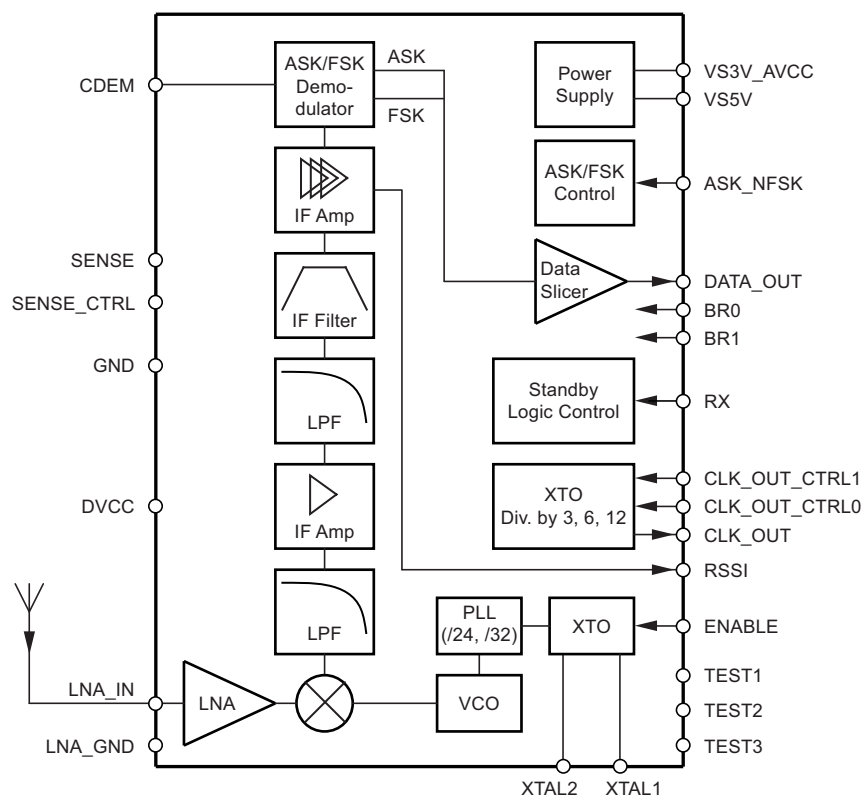 CDEM
ASK/FSK
Demo-
dulator
ASK
FSK
Power
Supply
VS3V_AVCC
VS5V
IF Amp
ASK/FSK
Control
ASK_NFSK
SENSE
SENSE_CTRL
GND
IF Filter
Data
Slicer
DATA_OUT
BR0
BR1
LPF
Standby
Logic Control
RX
DVCC
IF Amp
XTO
Div. by 3, 6, 12
CLK_OUT_CTRL1
CLK_OUT_CTRL0
CLK_OUT
RSSI
LPF
PLL
(/24, /32)
XTO
ENABLE
LNA_IN
LNA
VCO
TEST1
TEST2
LNA_GND
TEST3
XTAL2
XTAL1